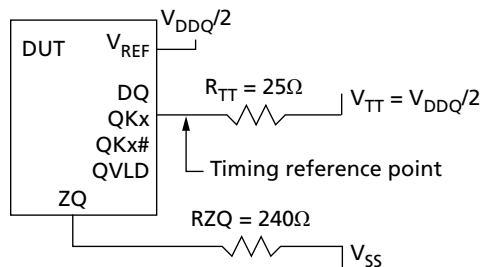 V_DDQ/2
DUT
V_REF
DQ
R_TT = 25Ω
V_TT = V_DDQ/2
QKx
QKx#
QVLD
Timing reference point
ZQ
RZQ = 240Ω
V_SS